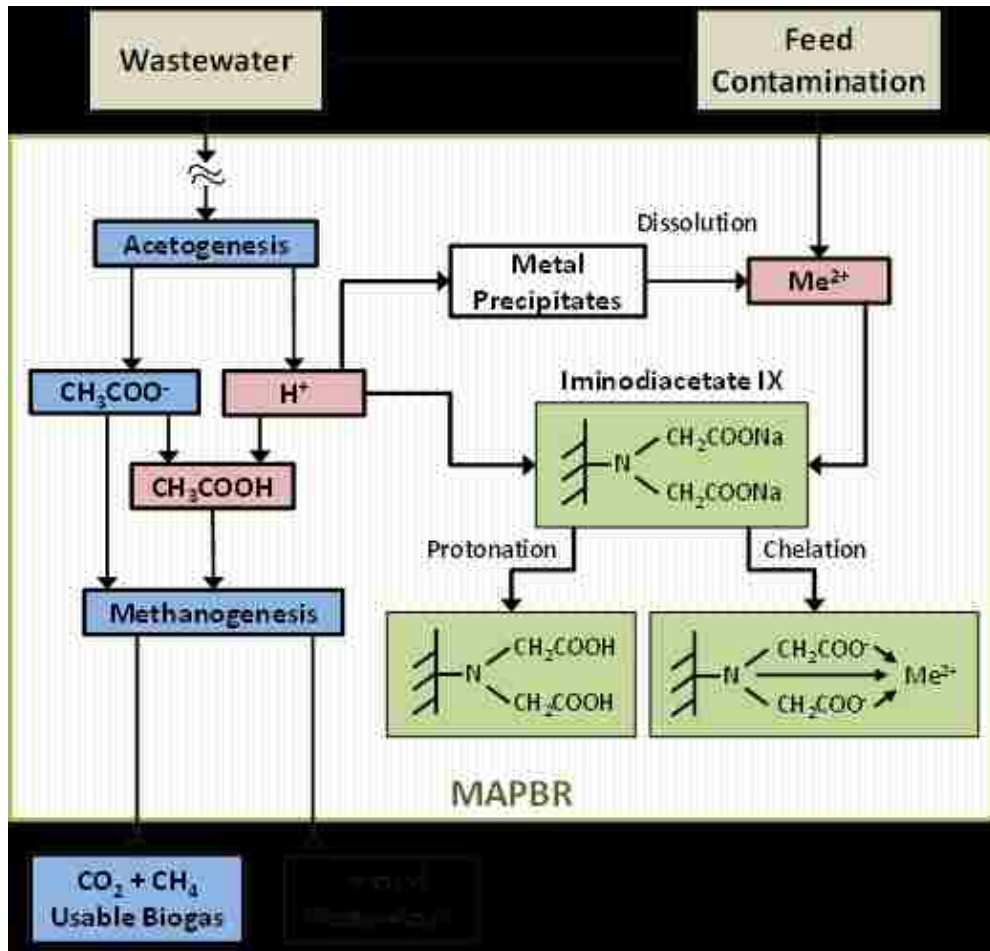 Wastewater
Feed
Contamination
Acetogenesis
Dissolution
Metal
Precipitates
Me²⁺
CH₃COO⁻
H⁺
Iminodiacetate IX
CH₂COONa
N
CH₂COONa
CH₃COOH
Protonation
Chelation
Methanogenesis
CH₂COOH
N
CH₂COOH
CH₂COO⁻
N
Me²⁺
CH₂COO⁻
MAPBR
CO₂ + CH₄
Usable Biogas